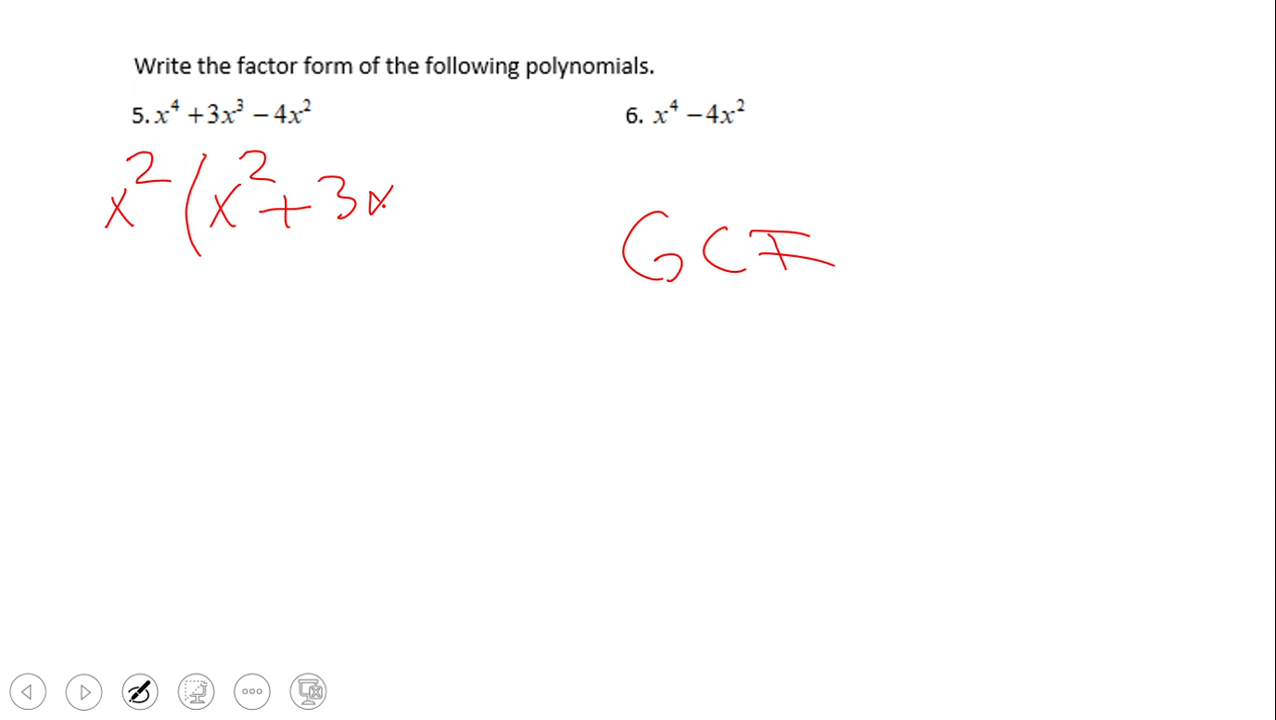 Write the factor form of the following polynomials.
5. x⁴ + 3x³ − 4x²
6. x⁴ − 4x²
x² ( x² + 3x
GCF